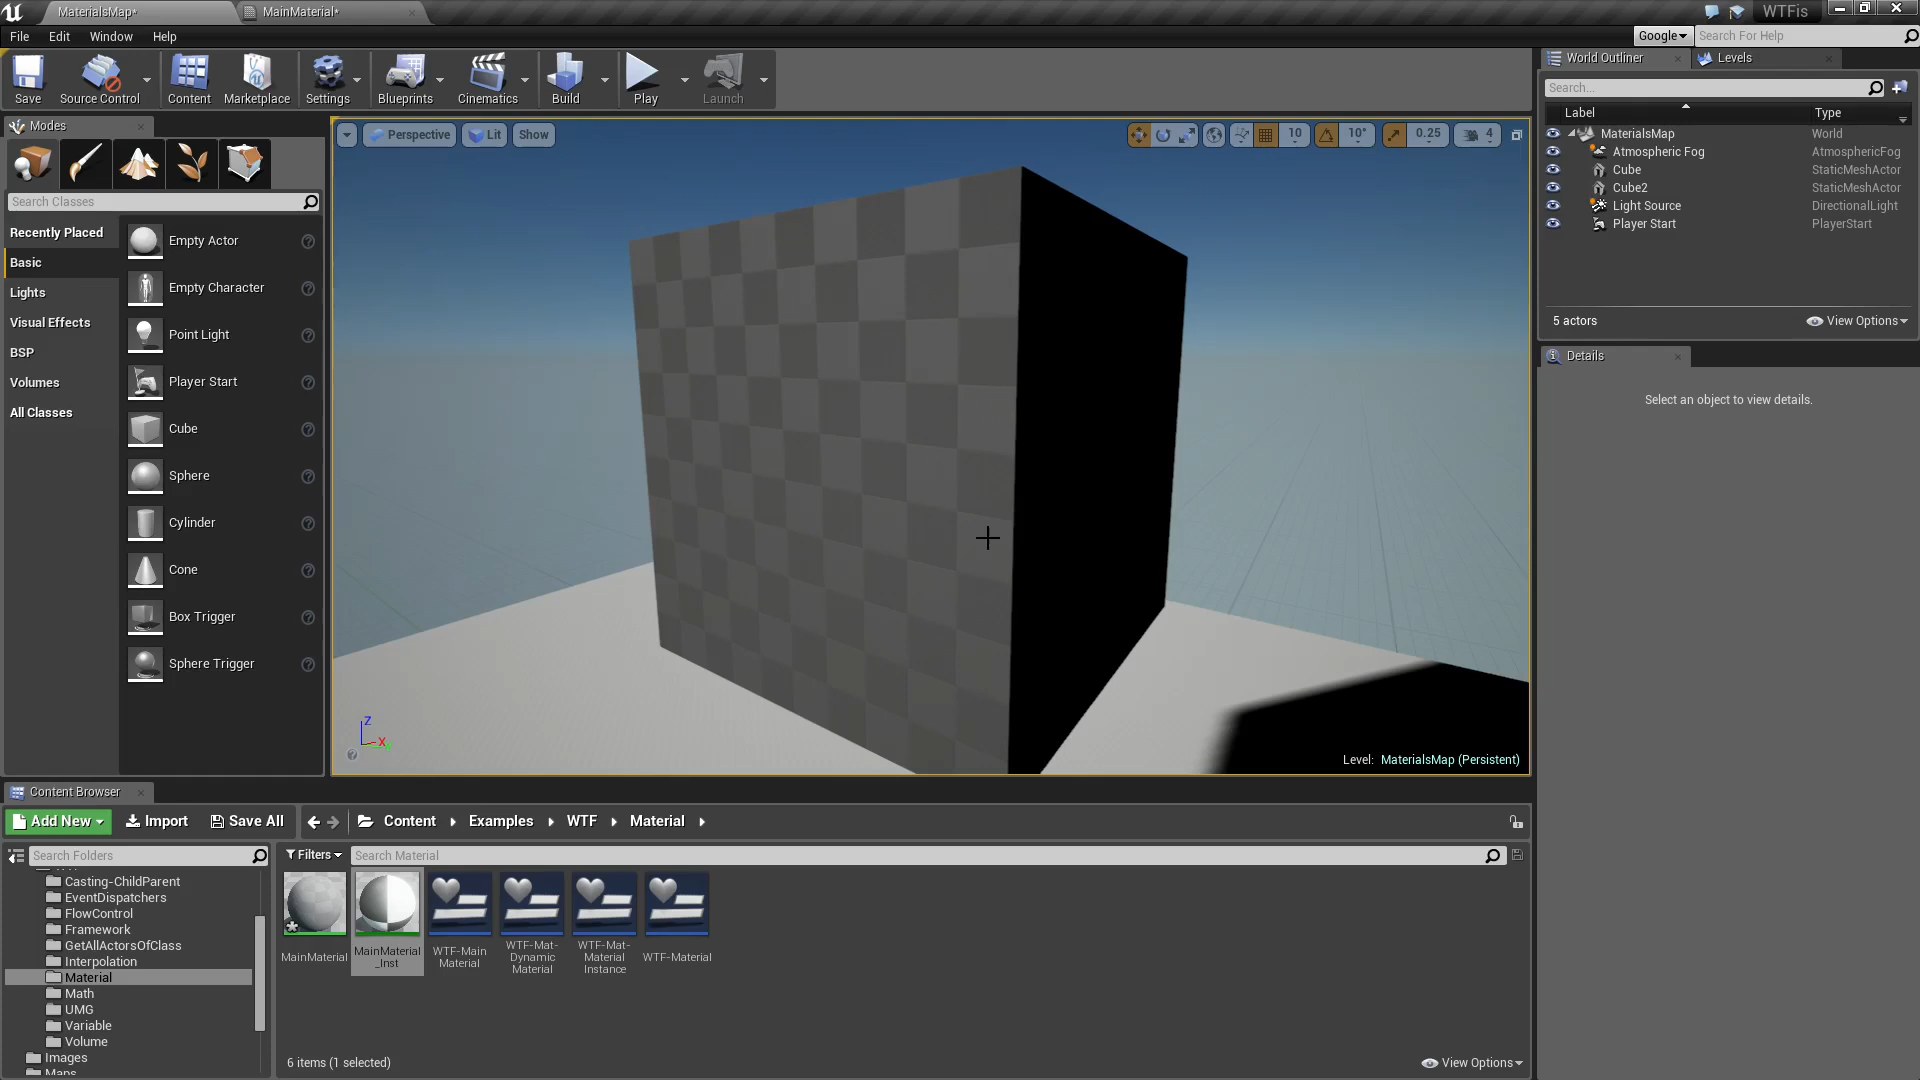 MaterialsMap*
MainMaterial*
WTFis
File Edit Window Help
Google
Search For Help
Save
Source Control
Content
Marketplace
Settings
Blueprints
Cinematics
Build
Play
Launch
Modes
Search Classes
Recently Placed
Basic
Lights
Visual Effects
BSP
Volumes
All Classes
Empty Actor
Empty Character
Point Light
Player Start
Cube
Sphere
Cylinder
Cone
Box Trigger
Sphere Trigger
Perspective
Lit
Show
10
10°
0.25
4
Z
X
Level: MaterialsMap (Persistent)
World Outliner
Levels
Search...
Label Type
MaterialsMap World
Atmospheric Fog AtmosphericFog
Cube StaticMeshActor
Cube2 StaticMeshActor
Light Source DirectionalLight
Player Start PlayerStart
5 actors
View Options
Details
Select an object to view details.
Content Browser
Add New
Import
Save All
Content
Examples
WTF
Material
Search Folders
Filters
Search Material
Casting-ChildParent
EventDispatchers
FlowControl
Framework
GetAllActorsOfClass
Interpolation
Material
Math
UMG
Variable
Volume
Images
Maps
MainMaterial
MainMaterial
_Inst
WTF-Main
Material
WTF-Mat-
Dynamic
Material
WTF-Mat-
Material
Instance
WTF-Material
6 items (1 selected)
View Options